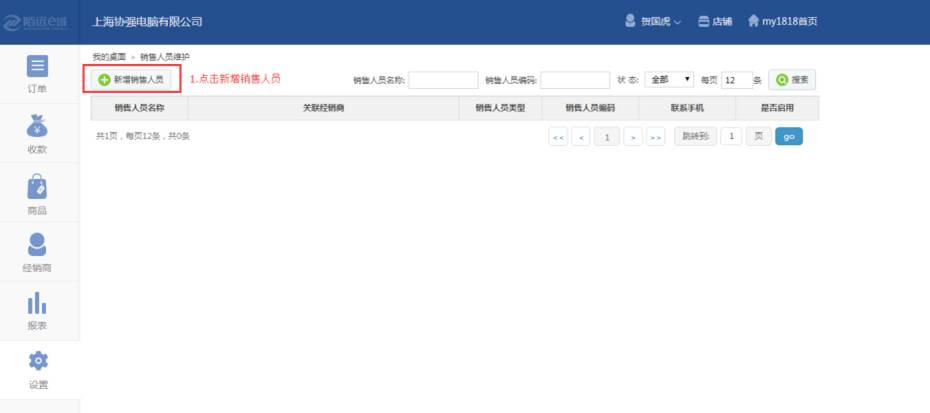 陌远e城
上海协强电脑有限公司
贺国虎
店铺
my1818首页
订单
收款
商品
经销商
报表
设置
我的桌面 » 销售人员维护
新增销售人员
1.点击新增销售人员
销售人员名称:
销售人员编码:
状 态: 全部
每页 12 条
搜索
销售人员名称 关联经销商 销售人员类型 销售人员编码 联系手机 是否启用
共1页，每页12条，共0条
<< < 1 > >> 跳转到: 1 页 go